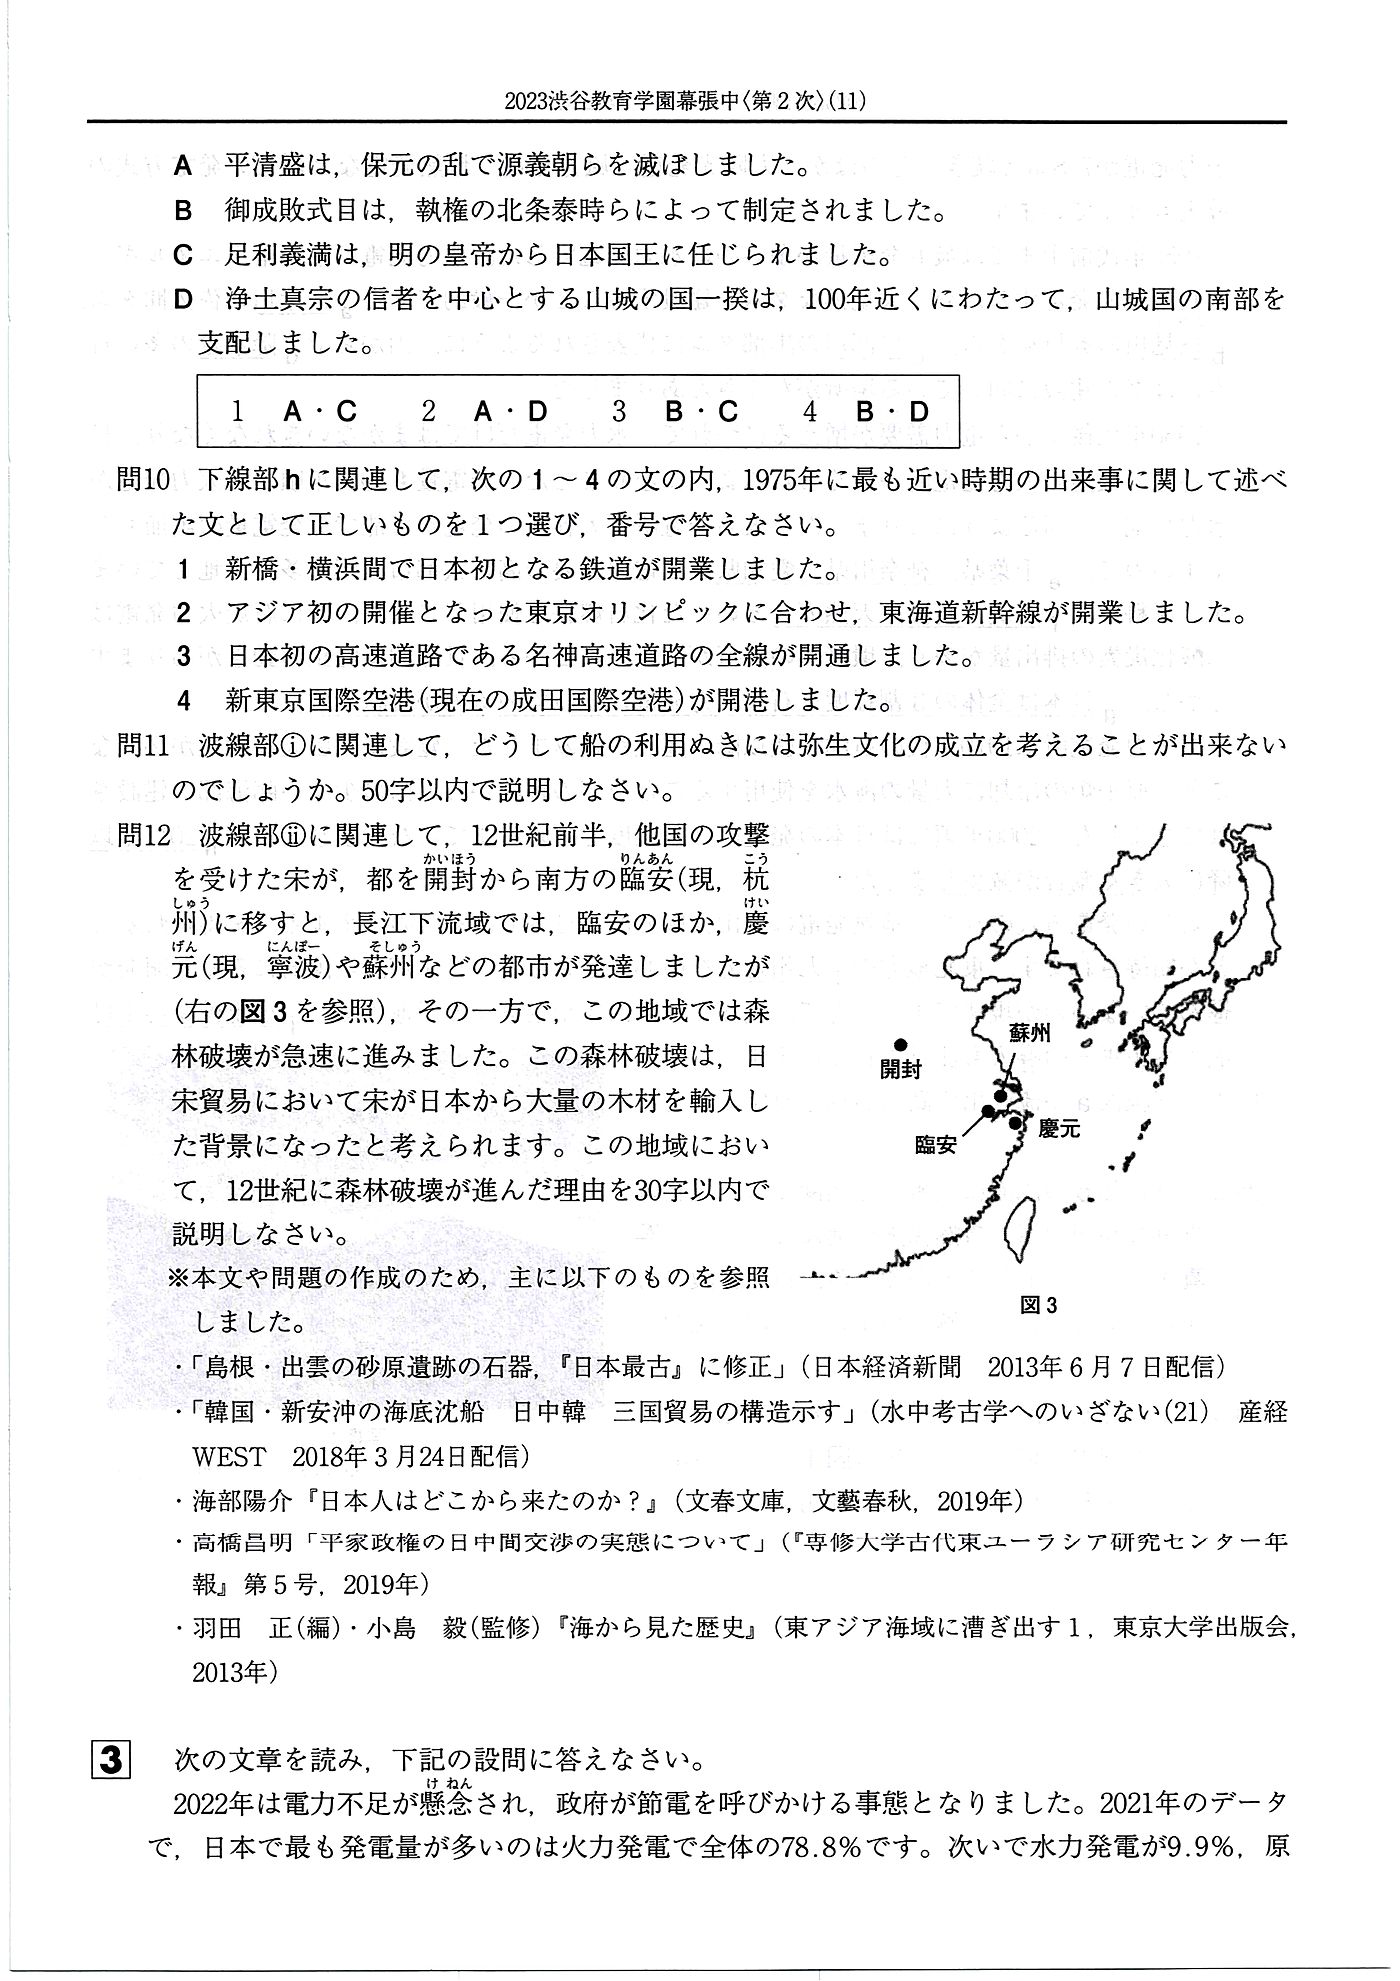 2023渋谷教育学園幕張中〈第2次〉(11)
A 平清盛は，保元の乱で源義朝らを滅ぼしました。
B 御成敗式目は，執権の北条泰時らによって制定されました。
C 足利義満は，明の皇帝から日本国王に任じられました。
D 浄土真宗の信者を中心とする山城の国一揆は，100年近くにわたって，山城国の南部を
支配しました。
1 A・C 2 A・D 3 B・C 4 B・D
問10 下線部hに関連して，次の1～4の文の内，1975年に最も近い時期の出来事に関して述べ
た文として正しいものを1つ選び，番号で答えなさい。
1 新橋・横浜間で日本初となる鉄道が開業しました。
2 アジア初の開催となった東京オリンピックに合わせ，東海道新幹線が開業しました。
3 日本初の高速道路である名神高速道路の全線が開通しました。
4 新東京国際空港(現在の成田国際空港)が開港しました。
問11 波線部ⓘに関連して，どうして船の利用ぬきには弥生文化の成立を考えることが出来ない
のでしょうか。50字以内で説明しなさい。
問12 波線部ⅱに関連して，12世紀前半，他国の攻撃
を受けた宋が，都を開封から南方の臨安(現，杭
かいほう りんあん こう
州)に移すと，長江下流域では，臨安のほか，慶
しゅう けい
元(現，寧波)や蘇州などの都市が発達しましたが
げん にんぽー そしゅう
(右の図3を参照)，その一方で，この地域では森
林破壊が急速に進みました。この森林破壊は，日
宋貿易において宋が日本から大量の木材を輸入し
た背景になったと考えられます。この地域におい
て，12世紀に森林破壊が進んだ理由を30字以内で
説明しなさい。
蘇州
開封
慶元
臨安
図3
※本文や問題の作成のため，主に以下のものを参照
しました。
・「島根・出雲の砂原遺跡の石器，『日本最古』に修正」(日本経済新聞 2013年6月7日配信)
・「韓国・新安沖の海底沈船 日中韓 三国貿易の構造示す」(水中考古学へのいざない(21) 産経
WEST 2018年3月24日配信)
・海部陽介『日本人はどこから来たのか？』(文春文庫，文藝春秋，2019年)
・高橋昌明「平家政権の日中間交渉の実態について」(『専修大学古代東ユーラシア研究センター年
報』第5号，2019年)
・羽田 正(編)・小島 毅(監修)『海から見た歴史』(東アジア海域に漕ぎ出す1，東京大学出版会，
2013年)
3 次の文章を読み，下記の設問に答えなさい。
2022年は電力不足が懸念され，政府が節電を呼びかける事態となりました。2021年のデータ
け ねん
で，日本で最も発電量が多いのは火力発電で全体の78.8％です。次いで水力発電が9.9％，原